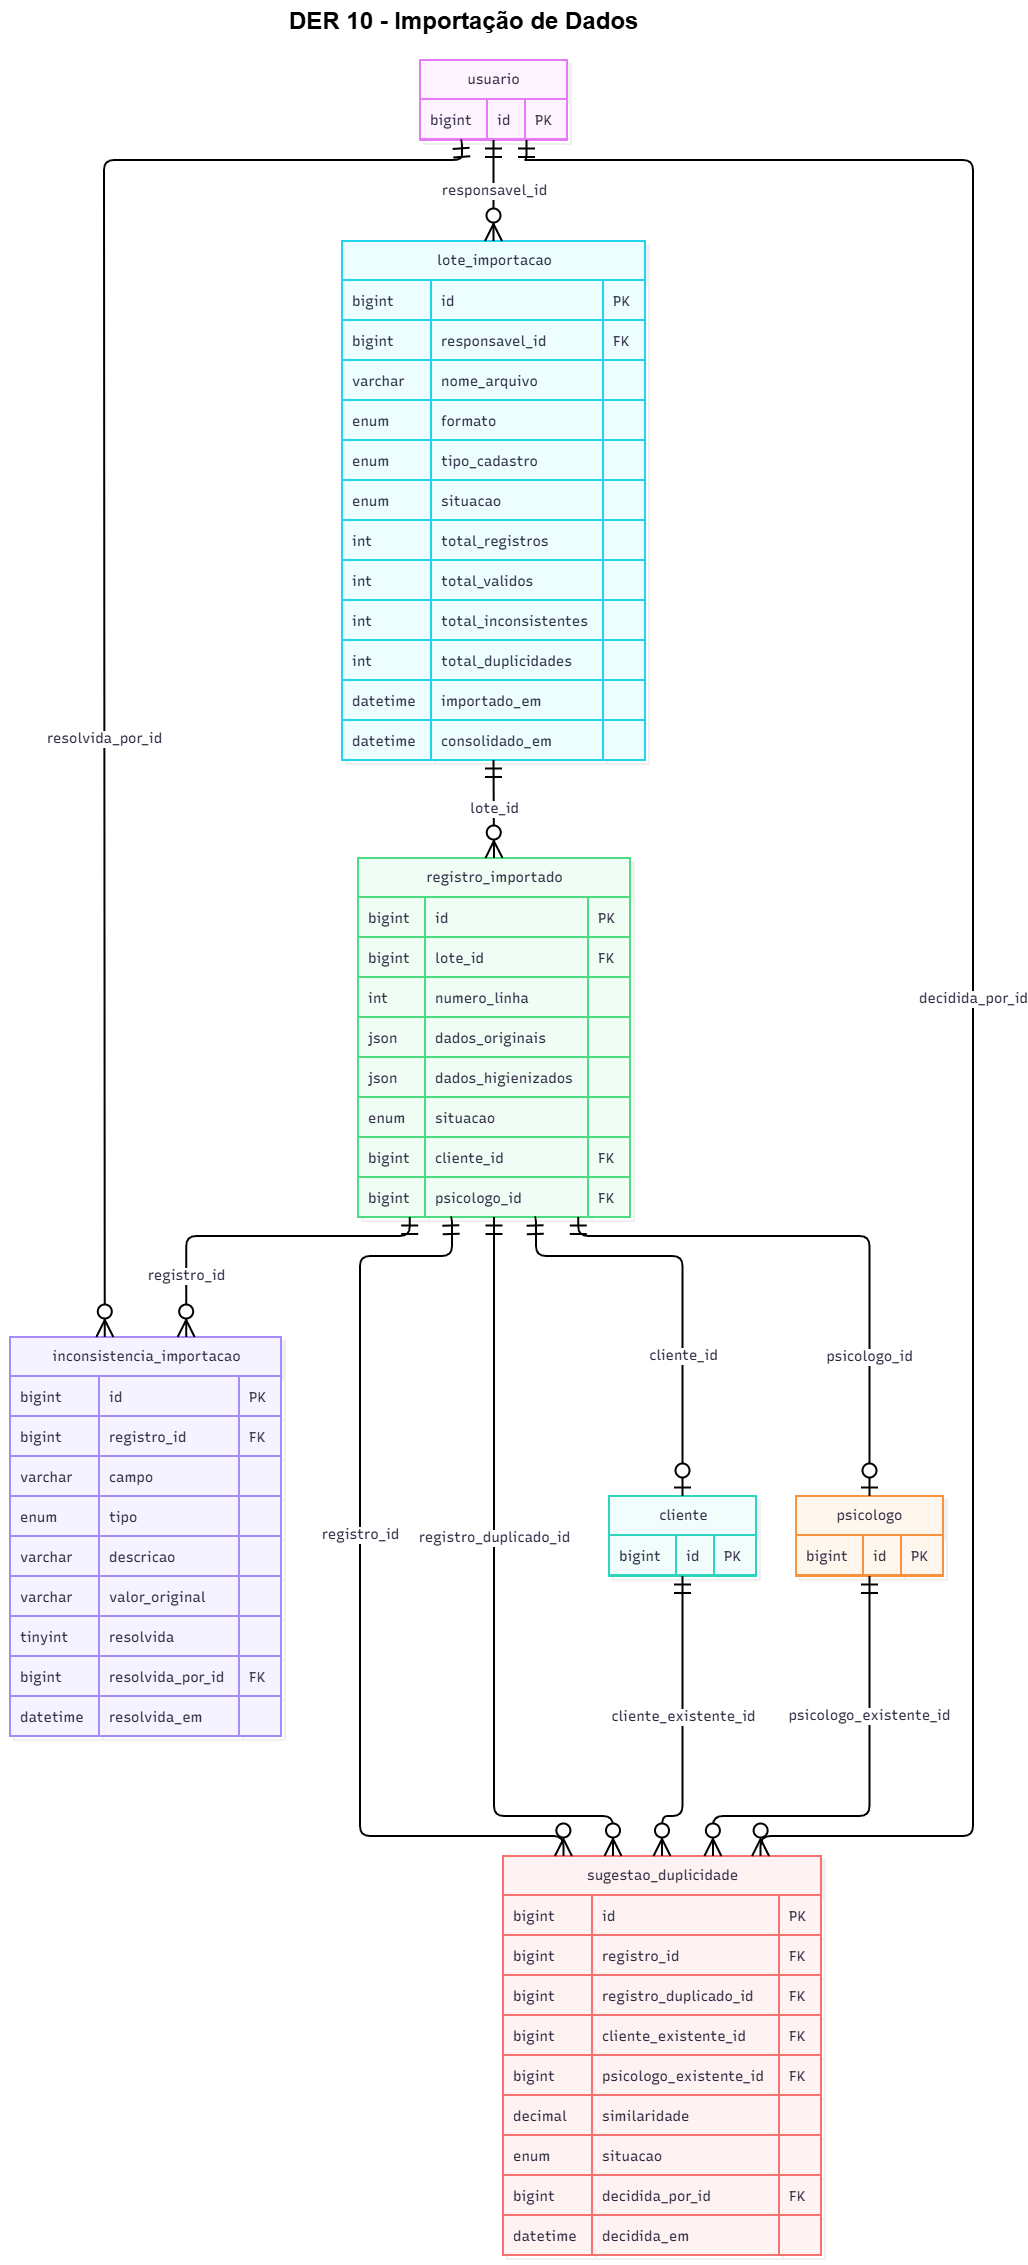 DER 10 - Importação de Dados
usuario
bigint id PK
responsavel_id
lote_importacao
bigint id PK
bigint responsavel_id FK
varchar nome_arquivo
enum formato
enum tipo_cadastro
enum situacao
int total_registros
int total_validos
int total_inconsistentes
int total_duplicidades
datetime importado_em
datetime consolidado_em
resolvida_por_id
lote_id
registro_importado
bigint id PK
bigint lote_id FK
int numero_linha
json dados_originais
json dados_higienizados
enum situacao
bigint cliente_id FK
bigint psicologo_id FK
decidida_por_id
registro_id
cliente_id
psicologo_id
inconsistencia_importacao
bigint id PK
bigint registro_id FK
varchar campo
enum tipo
varchar descricao
varchar valor_original
tinyint resolvida
bigint resolvida_por_id FK
datetime resolvida_em
registro_id
registro_duplicado_id
cliente
bigint id PK
psicologo
bigint id PK
cliente_existente_id
psicologo_existente_id
sugestao_duplicidade
bigint id PK
bigint registro_id FK
bigint registro_duplicado_id FK
bigint cliente_existente_id FK
bigint psicologo_existente_id FK
decimal similaridade
enum situacao
bigint decidida_por_id FK
datetime decidida_em